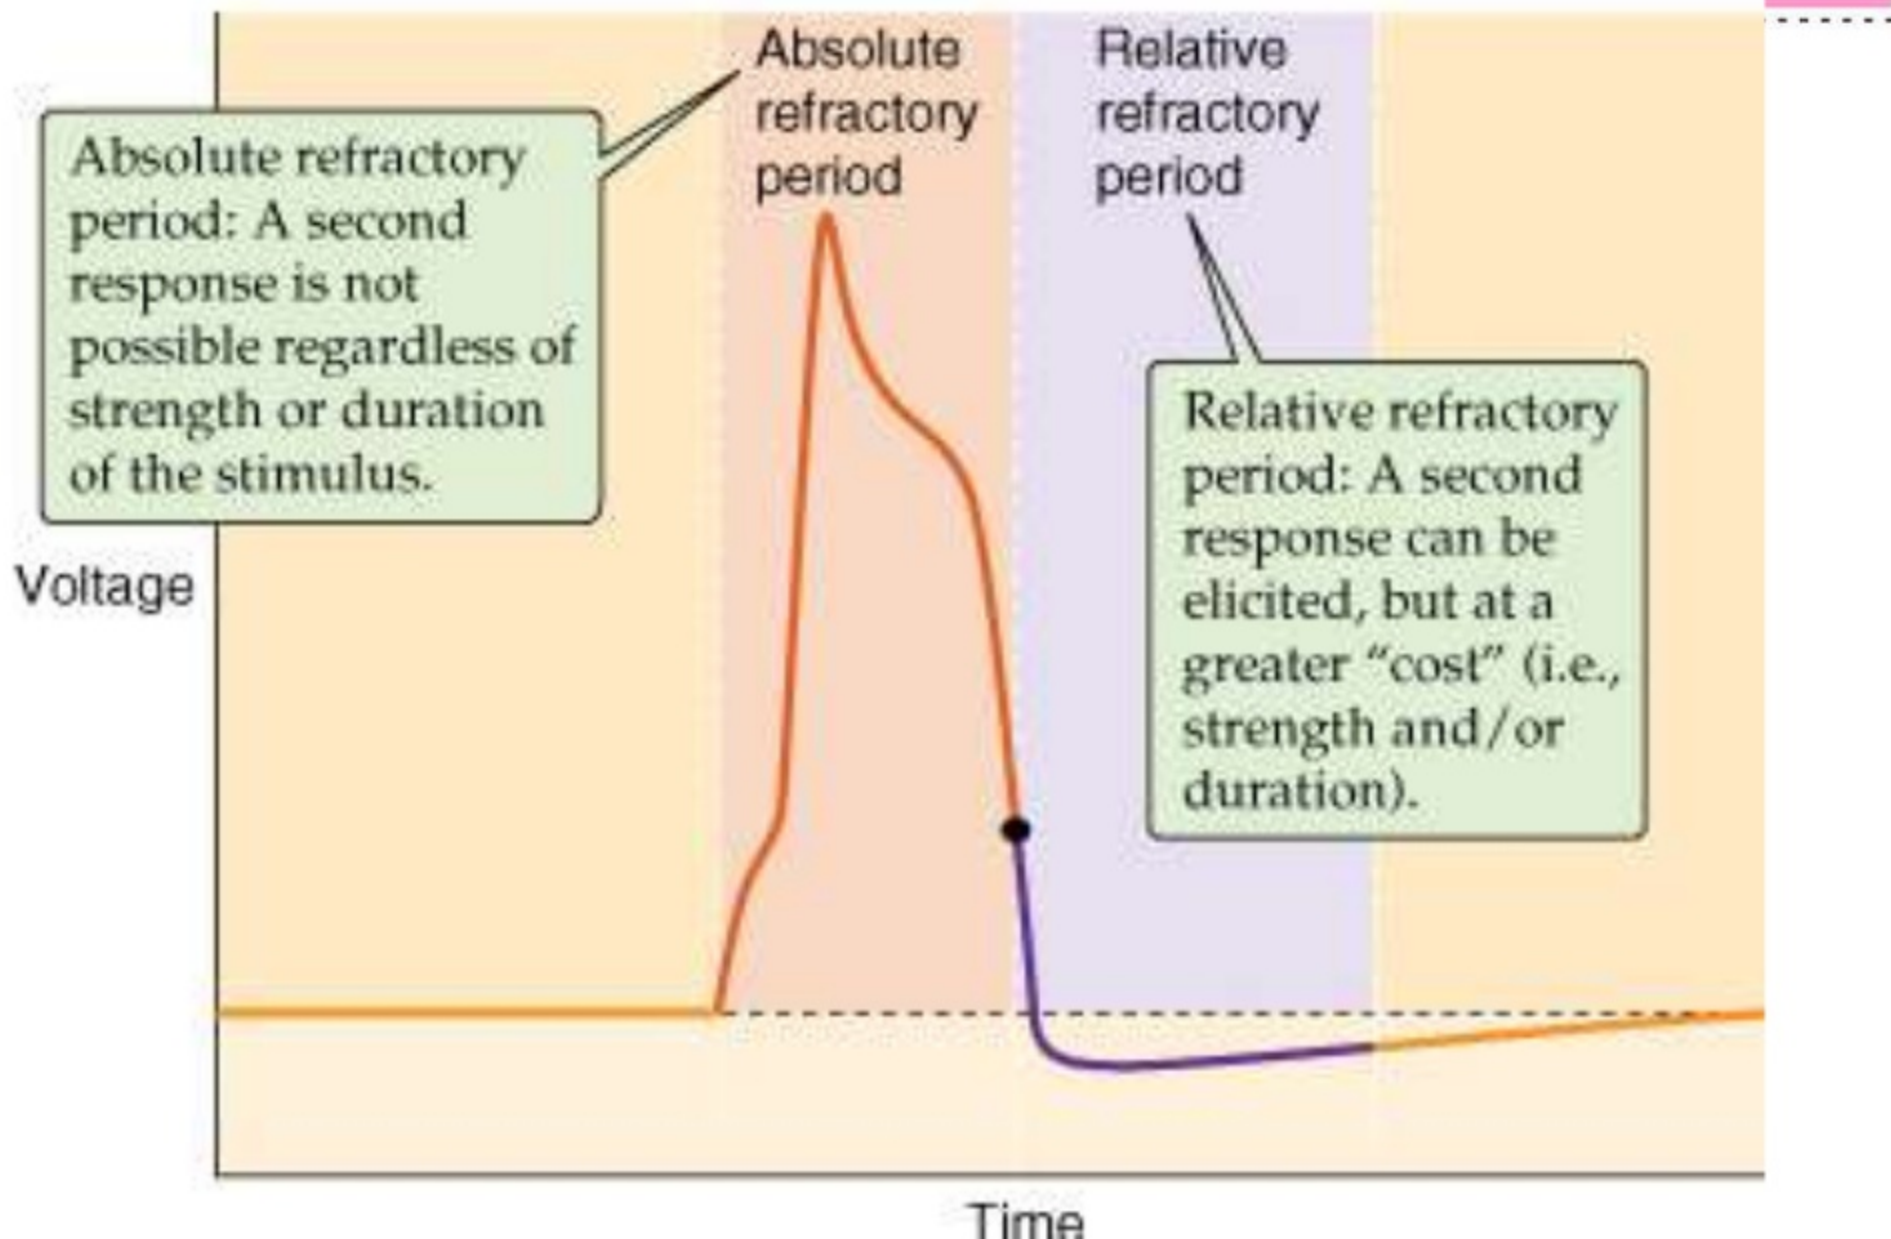 Absolute
refractory
period
Relative
refractory
period
Absolute refractory
period: A second
response is not
possible regardless of
strength or duration
of the stimulus.
Relative refractory
period: A second
response can be
elicited, but at a
greater “cost” (i.e.,
strength and/or
duration).
Voltage
Time